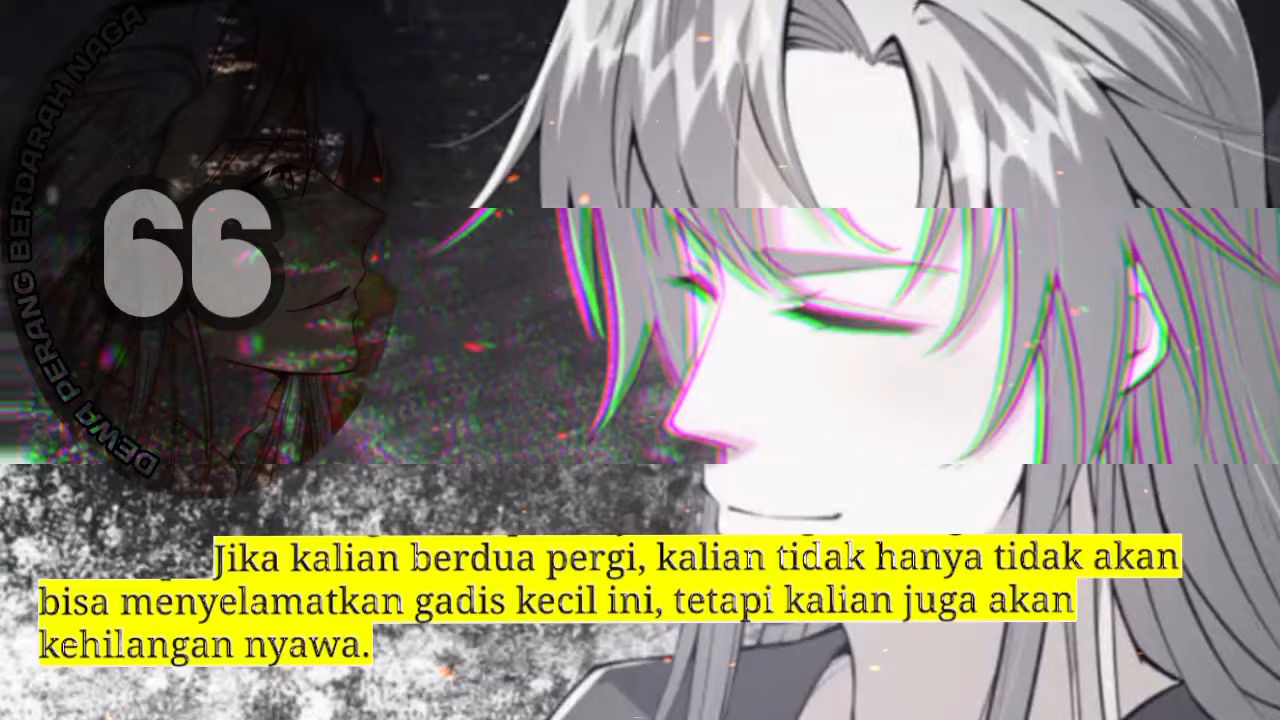 DEWA PERANG BERDARAH NAGA
66
Jika kalian berdua pergi, kalian tidak hanya tidak akan
bisa menyelamatkan gadis kecil ini, tetapi kalian juga akan
kehilangan nyawa.